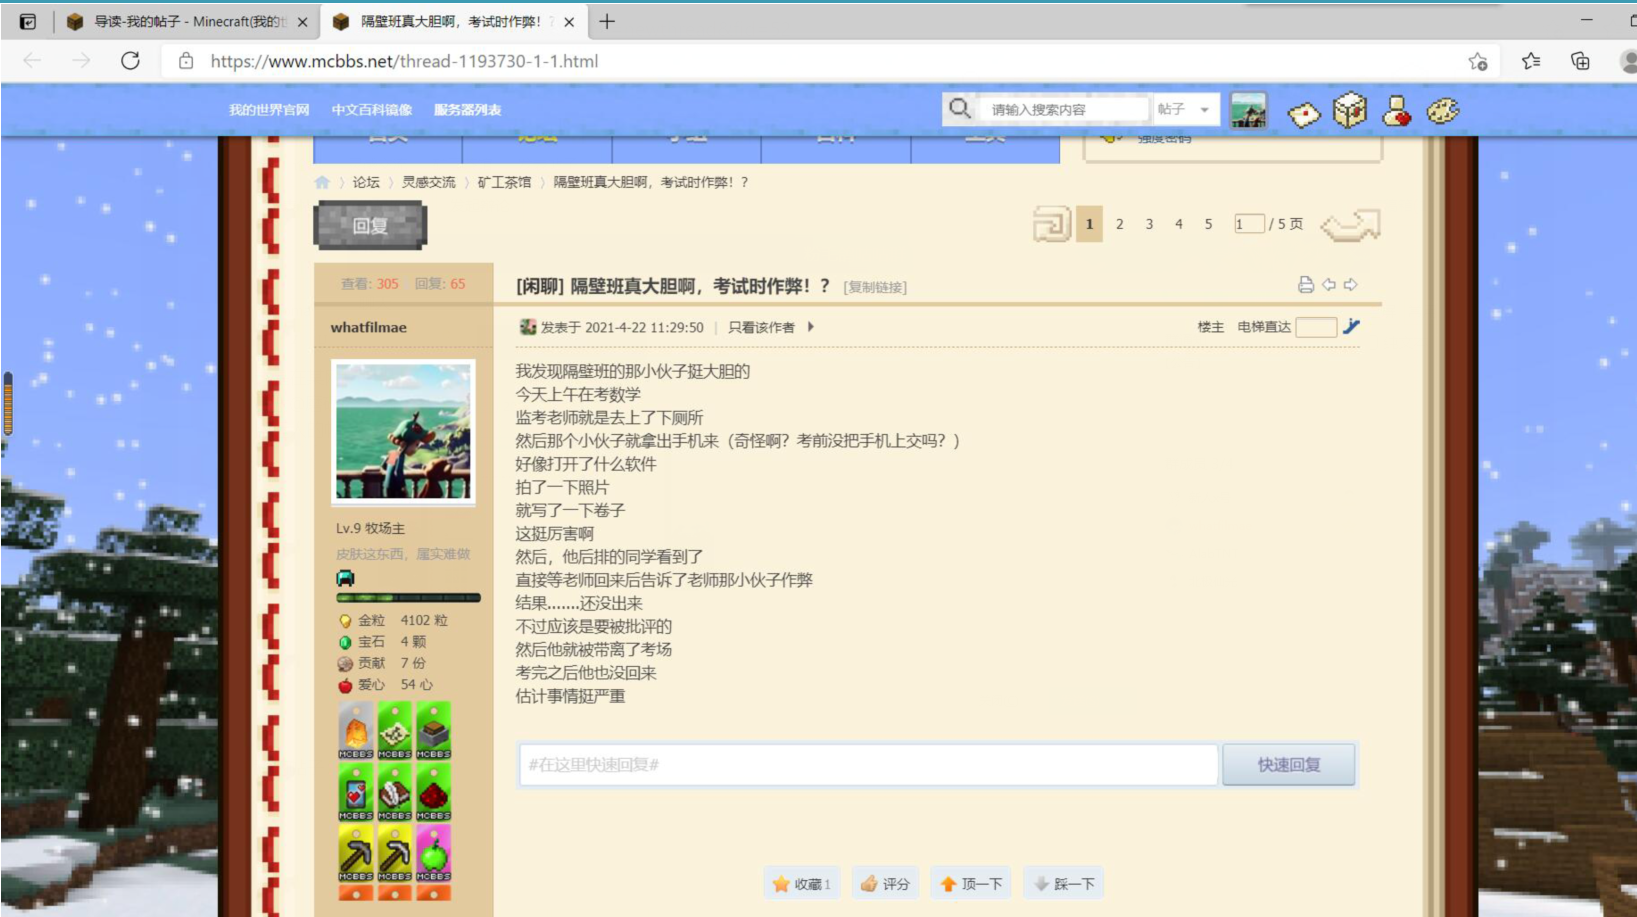 导读-我的帖子 - Minecraft(我的世
隔壁班真大胆啊，考试时作弊！?
https://www.mcbbs.net/thread-1193730-1-1.html
我的世界官网 中文百科镜像 服务器列表
请输入搜索内容 帖子
强度密码
论坛 〉 灵感交流 〉 矿工茶馆 〉 隔壁班真大胆啊，考试时作弊！?
回复
1 2 3 4 5 1 / 5 页
查看: 305 回复: 65
[闲聊] 隔壁班真大胆啊，考试时作弊！? [复制链接]
whatfilmae
发表于 2021-4-22 11:29:50 | 只看该作者
楼主 电梯直达
我发现隔壁班的那小伙子挺大胆的
今天上午在考数学
监考老师就是去上了下厕所
然后那个小伙子就拿出手机来（奇怪啊？考前没把手机上交吗？）
好像打开了什么软件
拍了一下照片
就写了一下卷子
这挺厉害啊
然后，他后排的同学看到了
直接等老师回来后告诉了老师那小伙子作弊
结果.......还没出来
不过应该是要被批评的
然后他就被带离了考场
考完之后他也没回来
估计事情挺严重
Lv.9 牧场主
皮肤这东西，属实难做
金粒 4102 粒
宝石 4 颗
贡献 7 份
爱心 54 心
MCBBS MCBBS MCBBS
MCBBS MCBBS MCBBS
MCBBS MCBBS MCBBS
#在这里快速回复# 快速回复
收藏1 评分 顶一下 踩一下